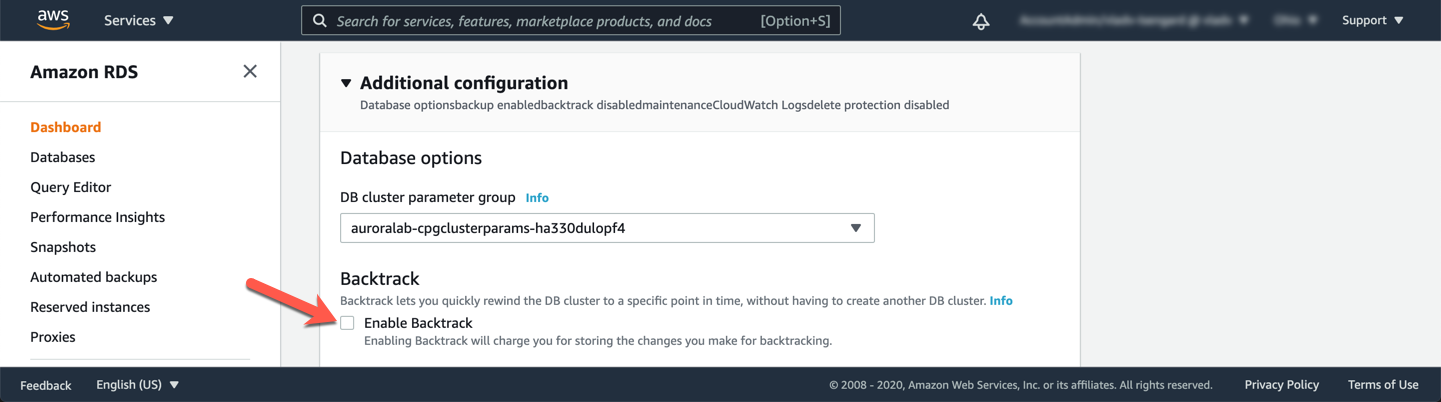 aws
Services
Search for services, features, marketplace products, and docs [Option+S]
Support
Amazon RDS
Dashboard
Databases
Query Editor
Performance Insights
Snapshots
Automated backups
Reserved instances
Proxies
Additional configuration
Database optionsbackup enabledbacktrack disabledmaintenanceCloudWatch Logsdelete protection disabled
Database options
DB cluster parameter group Info
auroralab-cpgclusterparams-ha330dulopf4
Backtrack
Backtrack lets you quickly rewind the DB cluster to a specific point in time, without having to create another DB cluster. Info
Enable Backtrack
Enabling Backtrack will charge you for storing the changes you make for backtracking.
Feedback English (US) © 2008 - 2020, Amazon Web Services, Inc. or its affiliates. All rights reserved. Privacy Policy Terms of Use